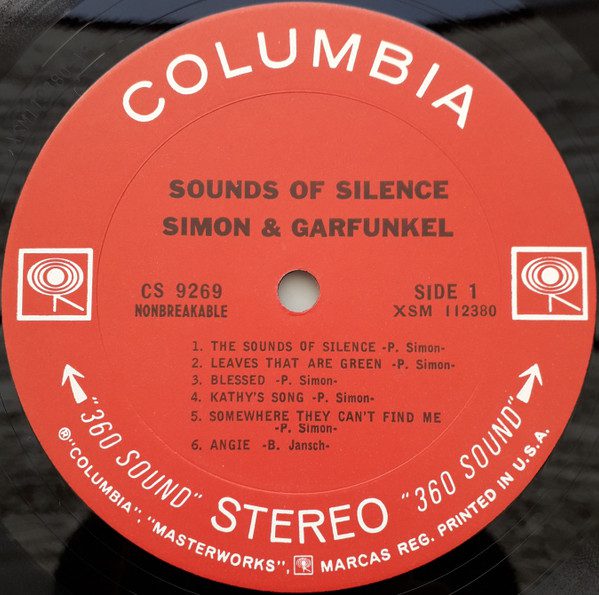 COLUMBIA
SOUNDS OF SILENCE
SIMON & GARFUNKEL
CS 9269
NONBREAKABLE
SIDE 1
XSM 112380
1. THE SOUNDS OF SILENCE -P. Simon-
2. LEAVES THAT ARE GREEN -P. Simon-
3. BLESSED -P. Simon-
4. KATHY'S SONG -P. Simon-
5. SOMEWHERE THEY CAN'T FIND ME
-P. Simon-
6. ANGIE -B. Jansch-
"360 SOUND" STEREO "360 SOUND"
® "COLUMBIA", "MASTERWORKS", MARCAS REG. PRINTED IN U.S.A.